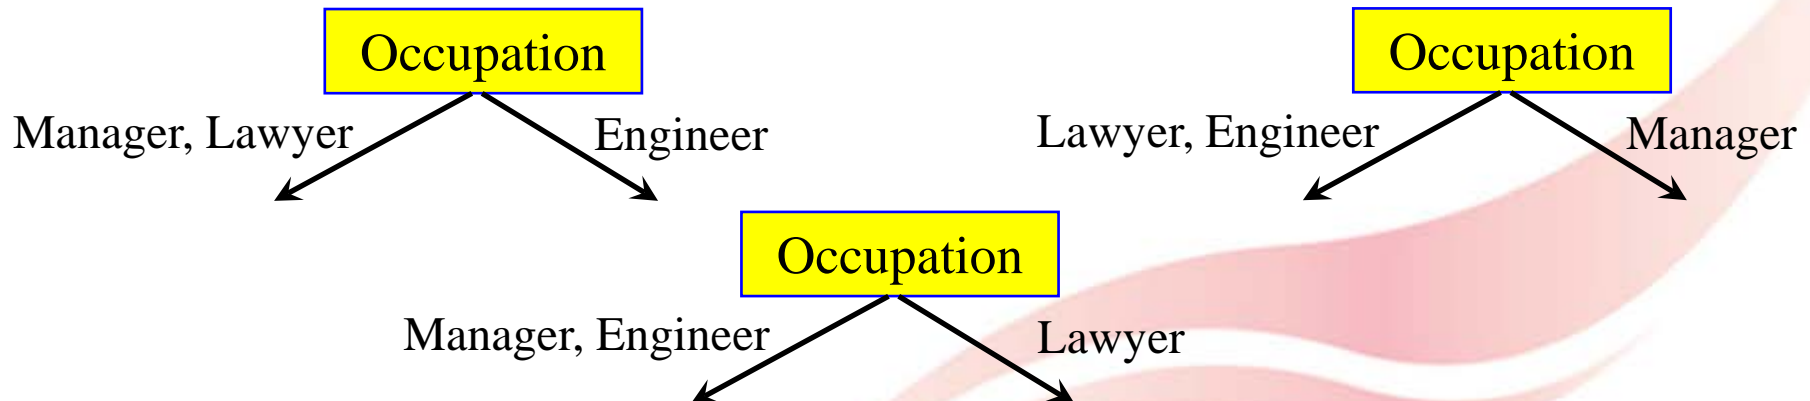 Occupation
Manager, Lawyer
Engineer
Occupation
Lawyer, Engineer
Manager
Occupation
Manager, Engineer
Lawyer